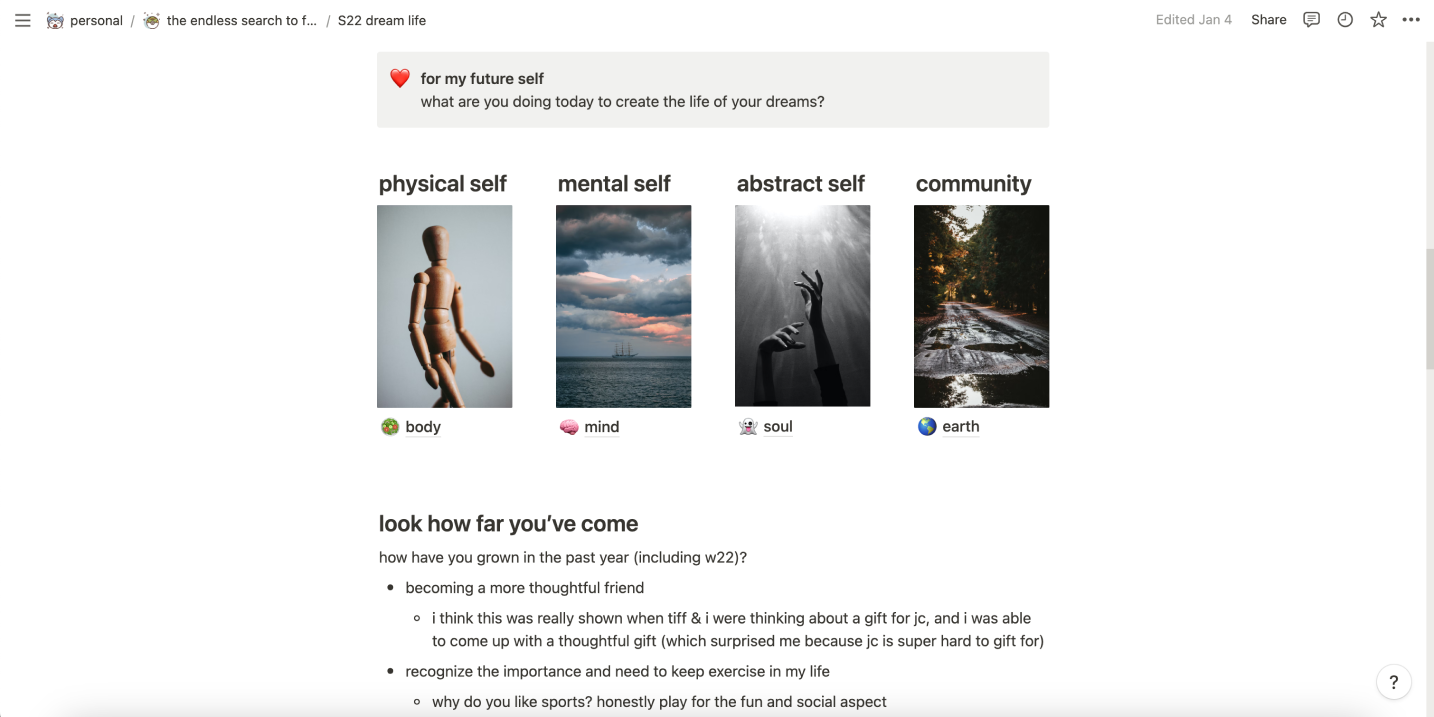 personal / the endless search to f... / S22 dream life
Edited Jan 4 Share
for my future self
what are you doing today to create the life of your dreams?
physical self mental self abstract self community
body mind soul earth
look how far you've come
how have you grown in the past year (including w22)?
• becoming a more thoughtful friend
◦ i think this was really shown when tiff & i were thinking about a gift for jc, and i was able
to come up with a thoughtful gift (which surprised me because jc is super hard to gift for)
• recognize the importance and need to keep exercise in my life
◦ why do you like sports? honestly play for the fun and social aspect
?